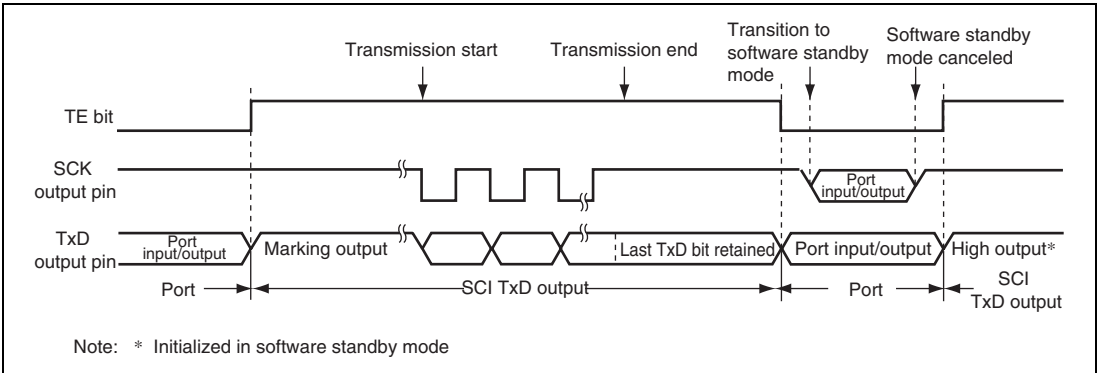 Transmission start
Transmission end
Transition to
software standby
mode
Software standby
mode canceled
TE bit
SCK
output pin
Port
input/output
TxD
output pin
Port
input/output
Marking output
Last TxD bit retained
Port input/output
High output*
Port
SCI TxD output
Port
SCI
TxD output
Note: * Initialized in software standby mode